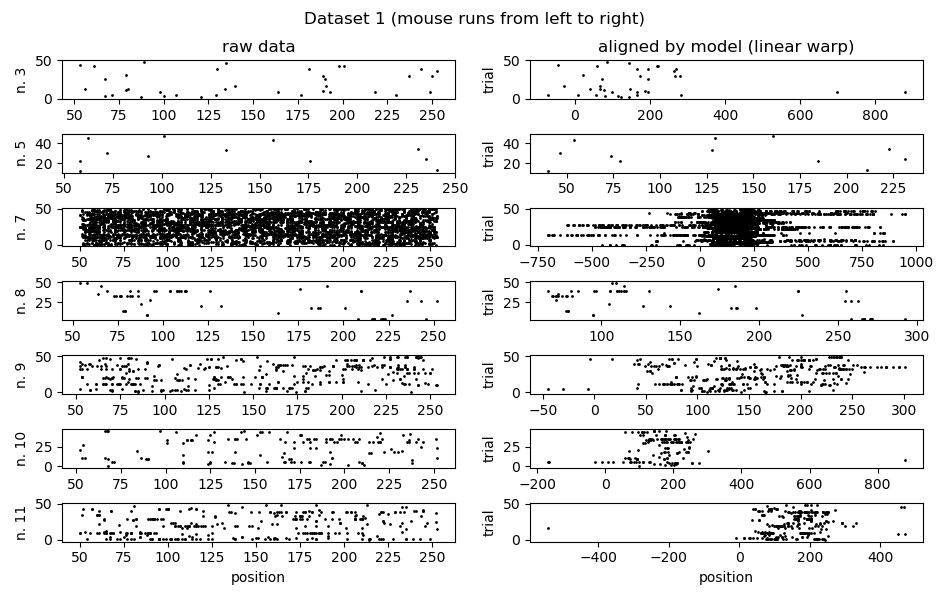 Dataset 1 (mouse runs from left to right)
raw data
aligned by model (linear warp)
n. 3
50
0
50 75 100 125 150 175 200 225 250
trial
50
0
0 200 400 600 800
n. 5
40
20
50 75 100 125 150 175 200 225 250
trial
40
20
50 75 100 125 150 175 200 225
n. 7
50
0
50 75 100 125 150 175 200 225 250
trial
50
0
−750 −500 −250 0 250 500 750 1000
n. 8
50
25
50 75 100 125 150 175 200 225 250
trial
50
25
100 150 200 250 300
n. 9
50
0
50 75 100 125 150 175 200 225 250
trial
50
0
−50 0 50 100 150 200 250 300
n. 10
25
0
50 75 100 125 150 175 200 225 250
trial
25
0
−200 0 200 400 600 800
n. 11
50
0
50 75 100 125 150 175 200 225 250
position
trial
50
0
−400 −200 0 200 400
position